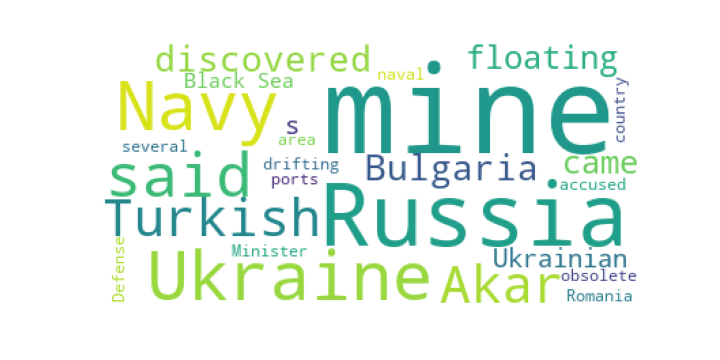 discovered floating
Black Sea naval
Navy mine country
s area
several
said drifting Bulgaria came
ports accused
Turkish Russia
Defense Minister Ukrainian
Ukraine Akar obsolete
Romania